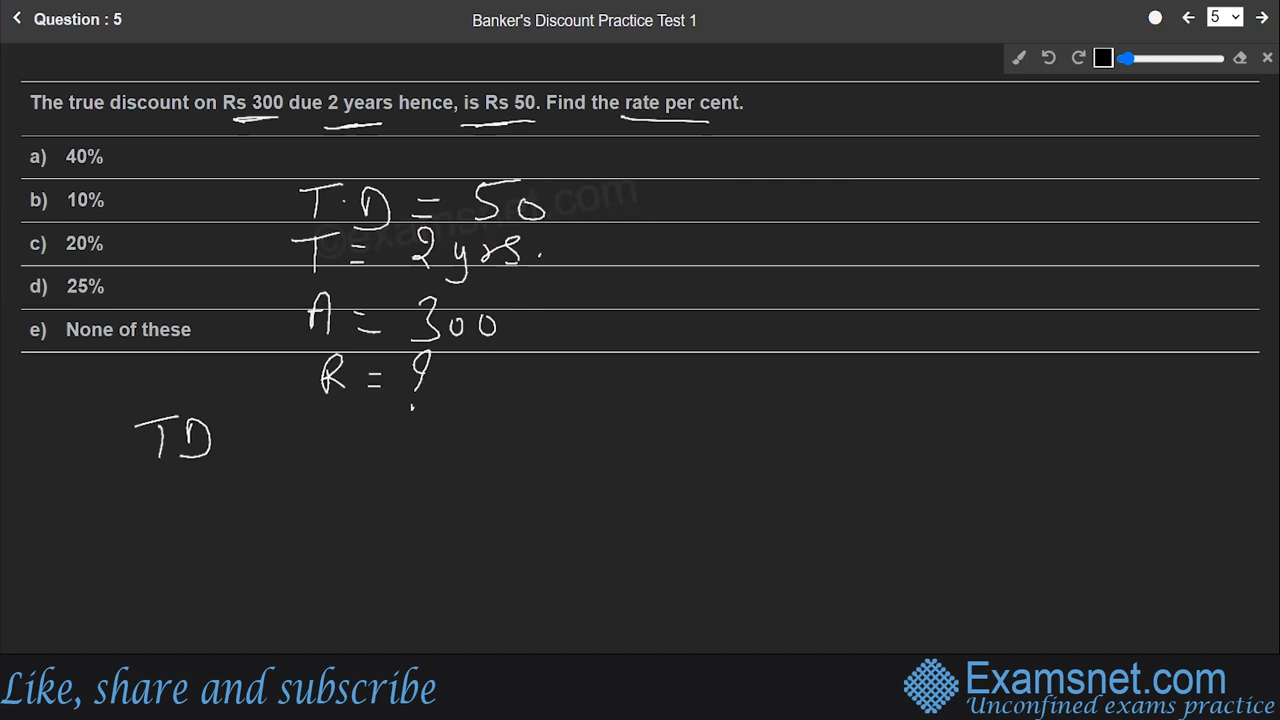 Question : 5
Banker's Discount Practice Test 1
5
The true discount on Rs 300 due 2 years hence, is Rs 50. Find the rate per cent.
a) 40%
b) 10%
c) 20%
d) 25%
e) None of these
©examsnet.com
T.D = 50
T = 2 yrs.
A = 300
R = ?
TD
Like, share and subscribe
Examsnet.com
Unconfined exams practice